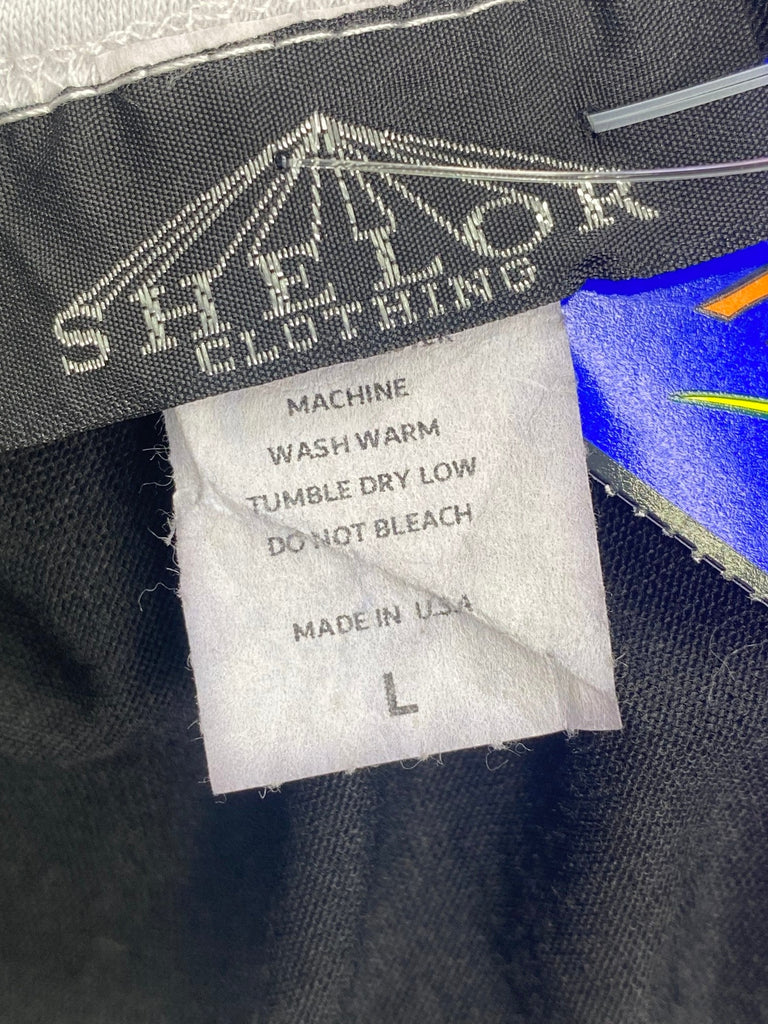 SHELOR
CLOTHING
MACHINE
WASH WARM
TUMBLE DRY LOW
DO NOT BLEACH
MADE IN U.S.A
L